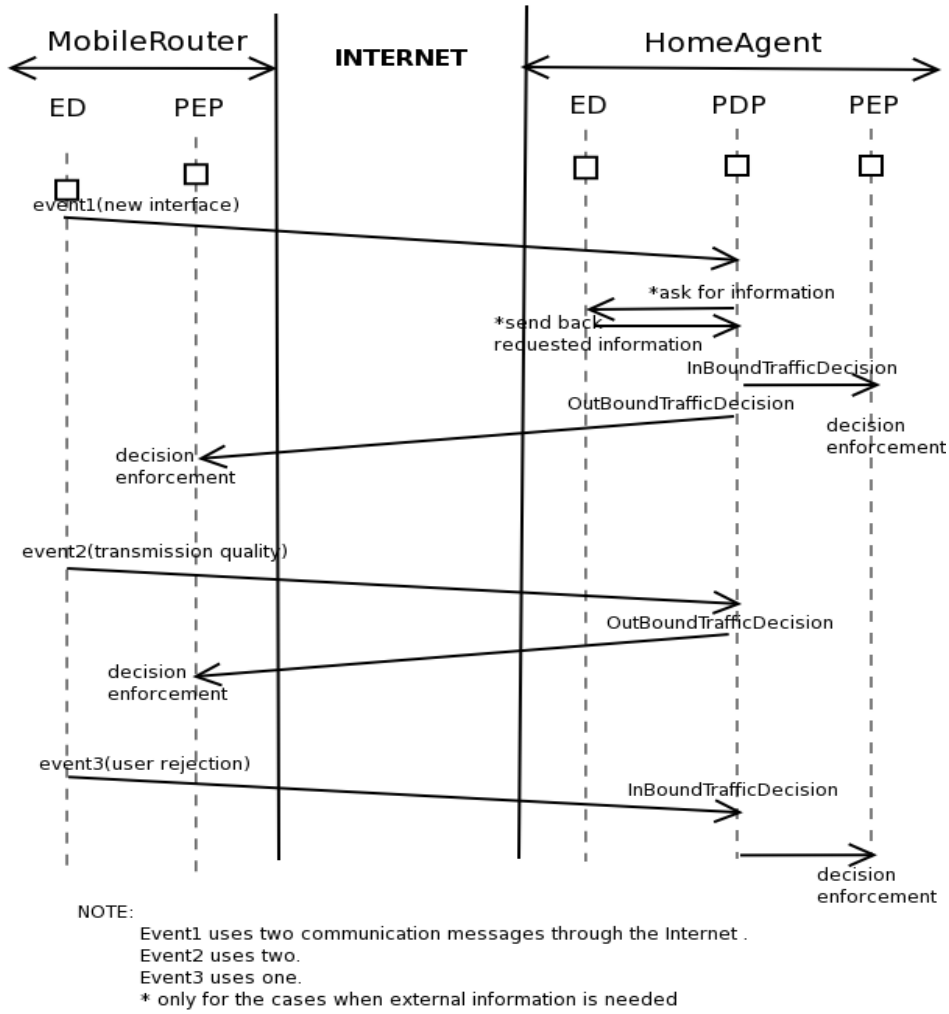 MobileRouter
INTERNET
HomeAgent
ED
PEP
ED
PDP
PEP
event1(new interface)
*ask for information
*send back
requested information
InBoundTrafficDecision
OutBoundTrafficDecision
decision
enforcement
decision
enforcement
event2(transmission quality)
OutBoundTrafficDecision
decision
enforcement
event3(user rejection)
InBoundTrafficDecision
decision
enforcement
NOTE:
Event1 uses two communication messages through the Internet .
Event2 uses two.
Event3 uses one.
* only for the cases when external information is needed